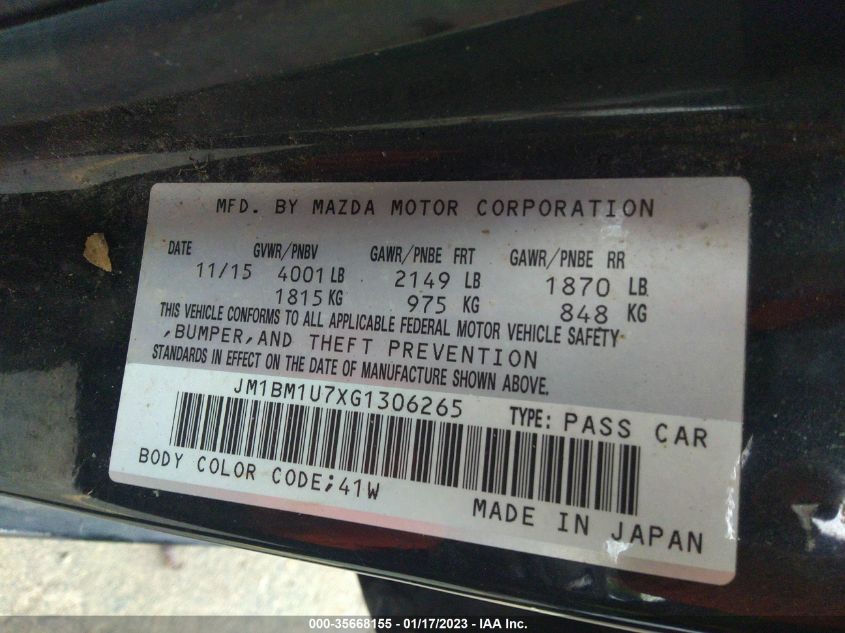 MFD. BY MAZDA MOTOR CORPORATION
DATE GVWR/PNBV GAWR/PNBE FRT GAWR/PNBE RR
11/15 4001 LB 2149 LB 1870 LB
1815 KG 975 KG 848 KG
THIS VEHICLE CONFORMS TO ALL APPLICABLE FEDERAL MOTOR VEHICLE SAFETY
,BUMPER,AND THEFT PREVENTION
STANDARDS IN EFFECT ON THE DATE OF MANUFACTURE SHOWN ABOVE.
JM1BM1U7XG1306265 TYPE: PASS CAR
BODY COLOR CODE;41W
MADE IN JAPAN
000-35668155 - 01/17/2023 - © IAA Inc.